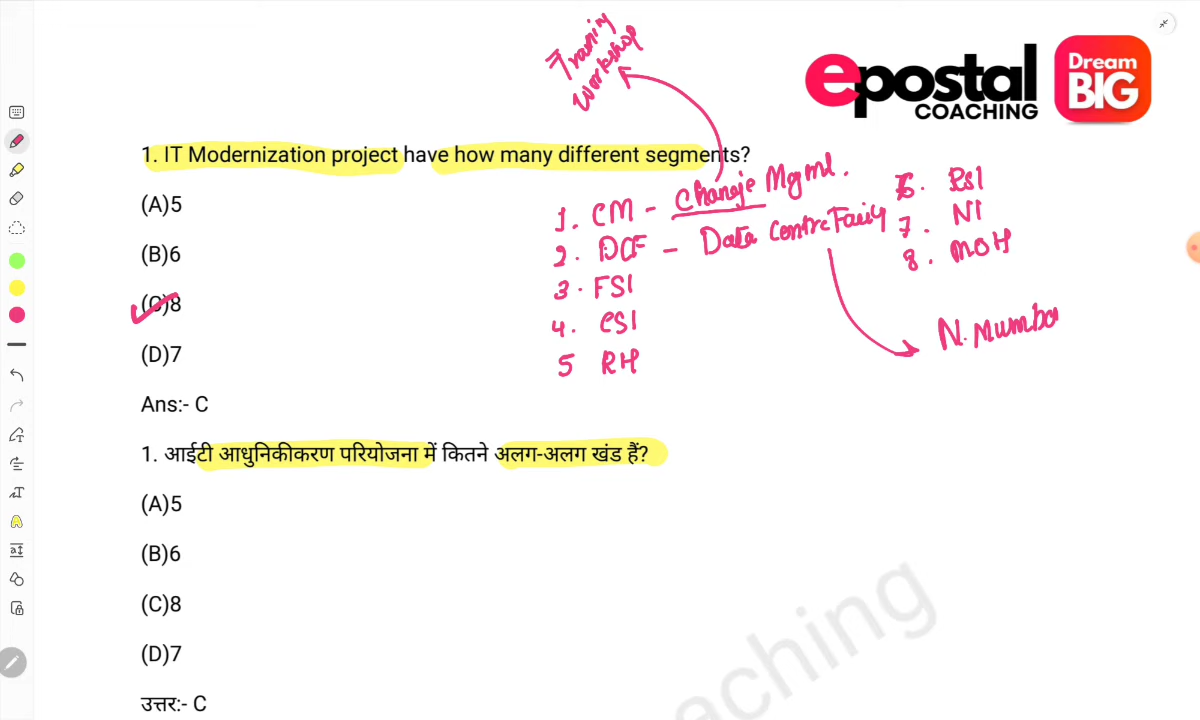 Training
Workshop
epostal
COACHING
Dream
BIG
1. IT Modernization project have how many different segments?
(A)5
(B)6
(C)8
(D)7
Ans:- C
1. CM - Change Mgmt.
2. DCF - Data Centre
3. FSI
4. CSI
5 RH
6. RSI
7. NI
8. MOH
N. Mumba
1. आईटी आधुनिकीकरण परियोजना में कितने अलग-अलग खंड हैं?
(A)5
(B)6
(C)8
(D)7
उत्तर:- C
aching